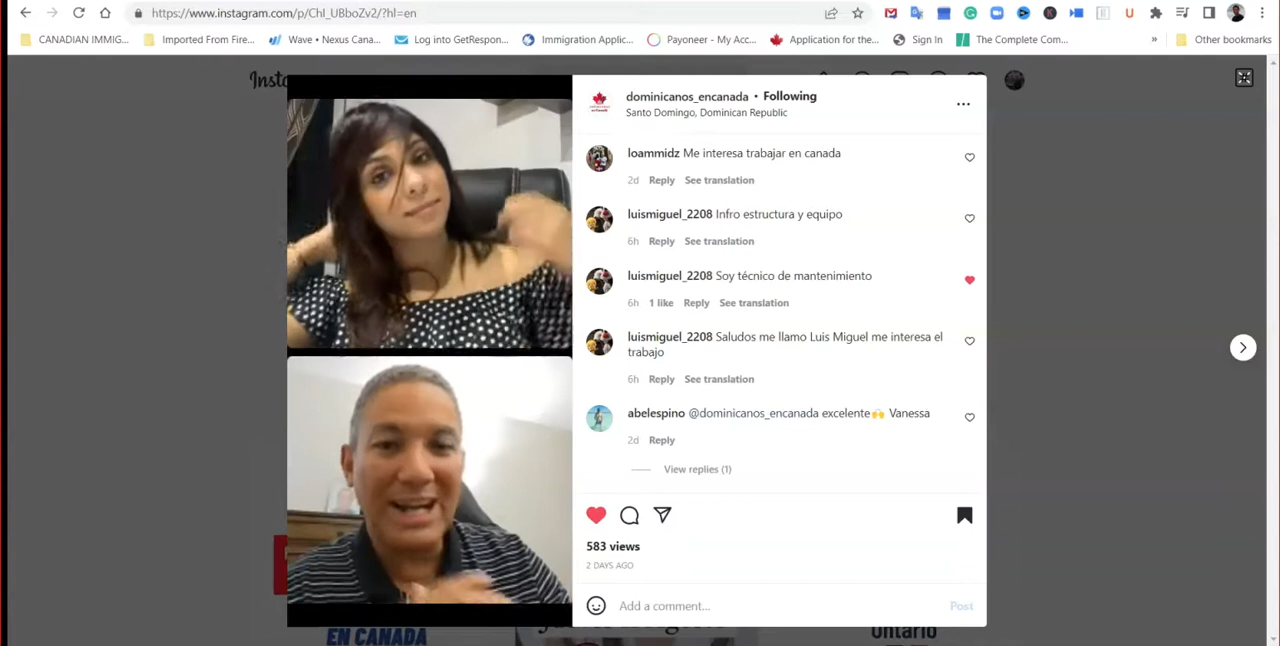 https://www.instagram.com/p/ChI_UBboZv2/?hl=en
CANADIAN IMMIG...
Imported From Fire...
Wave • Nexus Cana...
Log into GetRespon...
Immigration Applic...
Payoneer - My Acc...
Application for the...
Sign In
The Complete Com...
»
Other bookmarks
Insta
dominicanos_encanada • Following
Santo Domingo, Dominican Republic
loammidz Me interesa trabajar en canada
2d Reply See translation
luismiguel_2208 Infro estructura y equipo
6h Reply See translation
luismiguel_2208 Soy técnico de mantenimiento
6h 1 like Reply See translation
luismiguel_2208 Saludos me llamo Luis Miguel me interesa el
trabajo
6h Reply See translation
abelespino @dominicanos_encanada excelente🙌 Vanessa
2d Reply
View replies (1)
583 views
2 DAYS AGO
Add a comment...
Post
EN CANADA
Ontario